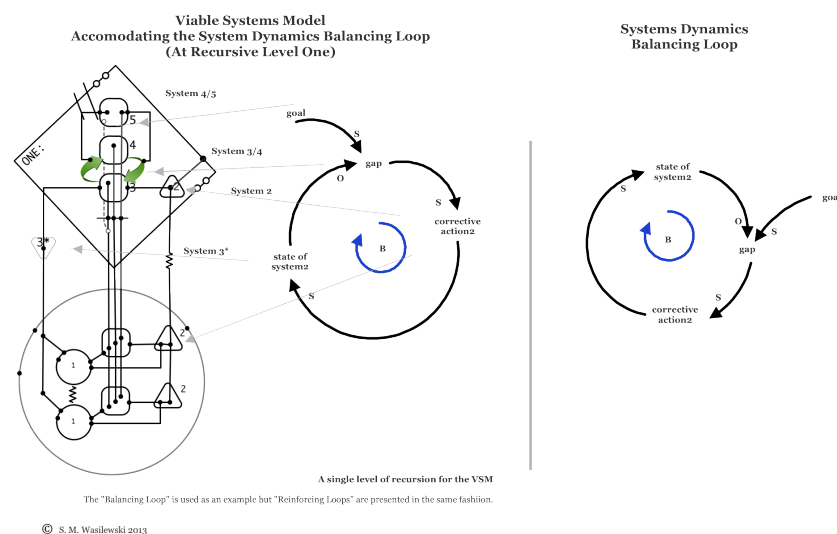 Viable Systems Model
Accomodating the System Dynamics Balancing Loop
(At Recursive Level One)
Systems Dynamics
Balancing Loop
System 4/5
5
goal
S
4
ONE:
System 3/4
gap
O
3
2
System 2
S
corrective
action2
3*
System 3*
B
state of
system2
S
2
1
2
1
state of
system2
S
O
goa
S
B
gap
S
corrective
action2
A single level of recursion for the VSM
The "Balancing Loop" is used as an example but "Reinforcing Loops" are presented in the same fashiion.
© S. M. Wasilewski 2013